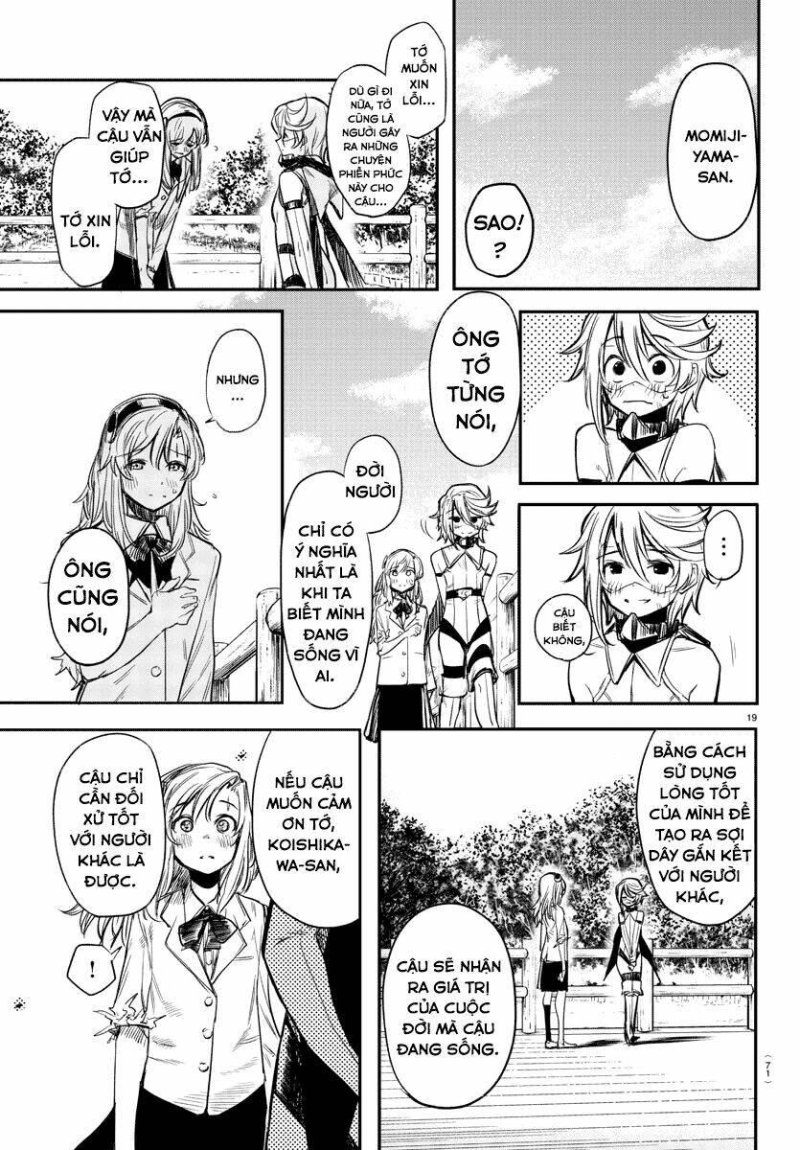 MOMIJI-
YAMA-
SAN.
SAO!
?
TỚ
MUỐN
XIN
LỖI...
DÙ GÌ ĐI
NỮA, TỚ
CŨNG LÀ
NGƯỜI GÂY
RA NHỮNG
CHUYỆN
PHIỀN PHỨC
NÀY CHO
CẬU...
VẬY MÀ
CẬU VẪN
GIÚP
TỚ...
TỚ XIN
LỖI.
CẬU
BIẾT
KHÔNG,
ÔNG
TỚ
TỪNG
NÓI,
ĐỜI
NGƯỜI
CHỈ CÓ
Ý NGHĨA
NHẤT LÀ
KHI TA
BIẾT MÌNH
ĐANG
SỐNG VÌ
AI.
NHƯNG
...
ÔNG
CŨNG
NÓI,
19
BẰNG CÁCH
SỬ DỤNG
LÒNG TỐT
CỦA MÌNH ĐỂ
TẠO RA SỢI
DÂY GẮN KẾT
VỚI NGƯỜI
KHÁC,
CẬU SẼ NHẬN
RA GIÁ TRỊ
CỦA CUỘC
ĐỜI MÀ CẬU
ĐANG SỐNG.
NẾU CẬU
MUỐN CẢM
ƠN TỚ,
KOISHIKA-
WA-SAN,
CẬU CHỈ
CẦN ĐỐI
XỬ TỐT
VỚI NGƯỜI
KHÁC LÀ
ĐƯỢC.
!
(71)